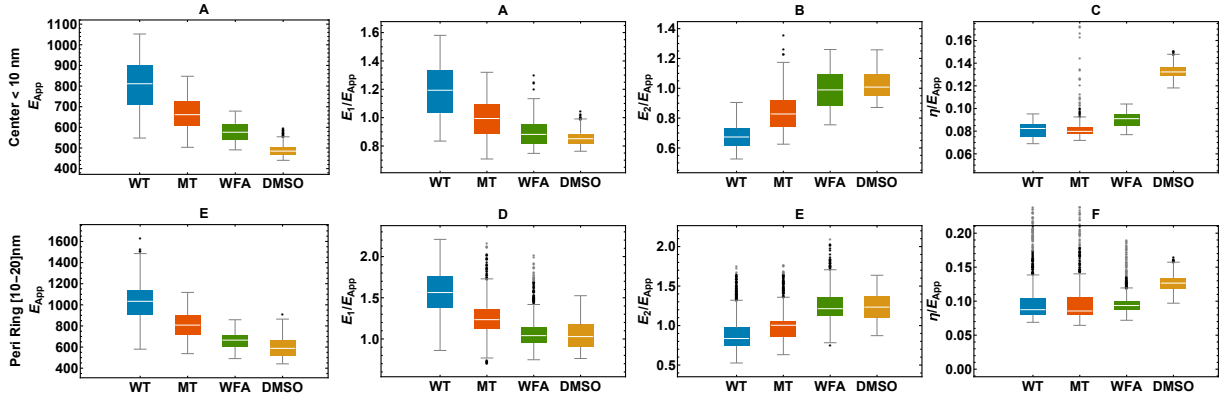 A
Center < 10 nm
E_App
1100
1000
900
800
700
600
500
400
WT MT WFA DMSO
A
E_1/E_App
1.6
1.4
1.2
1.0
0.8
WT MT WFA DMSO
B
E_2/E_App
1.4
1.2
1.0
0.8
0.6
WT MT WFA DMSO
C
η/E_App
0.16
0.14
0.12
0.10
0.08
0.06
WT MT WFA DMSO
E
Peri Ring [10-20]nm
E_App
1600
1400
1200
1000
800
600
400
WT MT WFA DMSO
D
E_1/E_App
2.0
1.5
1.0
WT MT WFA DMSO
E
E_2/E_App
2.0
1.5
1.0
0.5
WT MT WFA DMSO
F
η/E_App
0.20
0.15
0.10
0.05
0.00
WT MT WFA DMSO